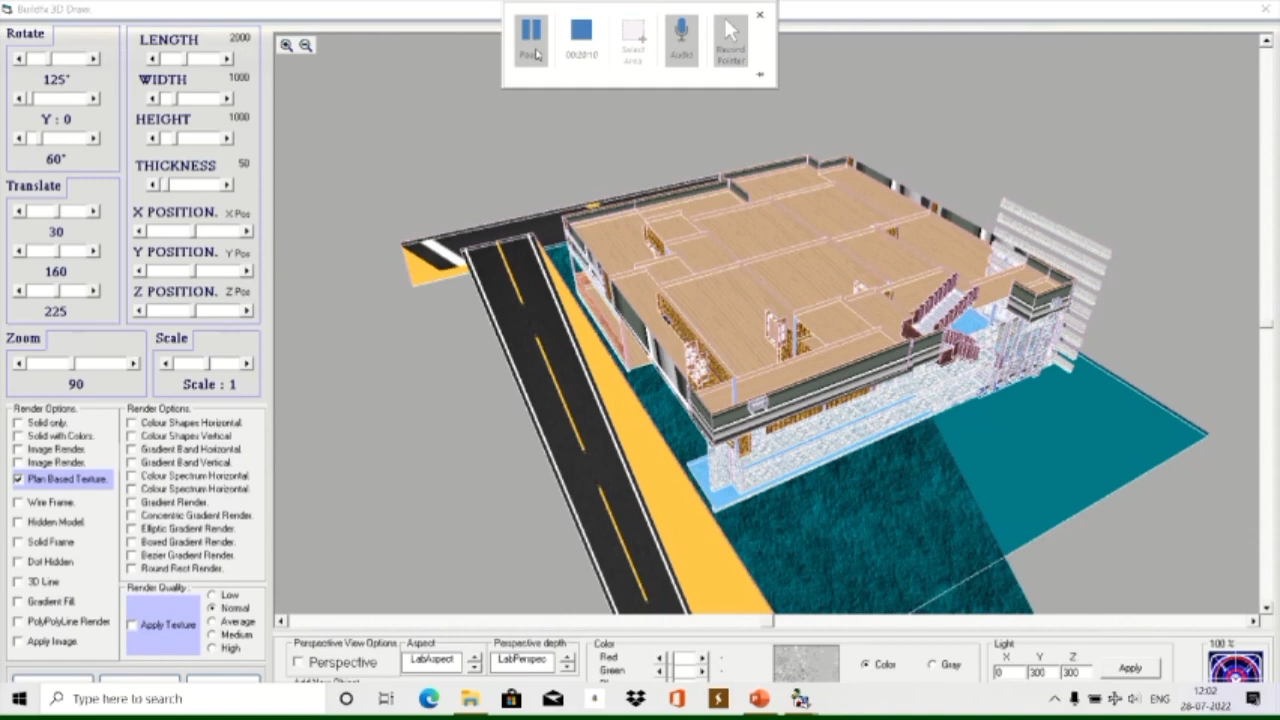 Buildfix 3D Draw.
Pause
00:20:10
Select
Area
Audio
Record
Pointer
Rotate
125°
Y : 0
60°
Translate
30
160
225
Zoom
90
Scale
Scale : 1
LENGTH 2000
WIDTH 1000
HEIGHT 1000
THICKNESS 50
X POSITION. X Pos
Y POSITION. Y Pos
Z POSITION. Z Pos
Render Options.
Solid only.
Solid with Colors.
Image Render.
Image Render.
Plan Based Texture.
Wire Frame.
Hidden Model
Solid Frame
Dot Hidden
3D Line
Gradient Fill
PolyPolyLine Render
Apply Image.
Render Options.
Colour Shapes Horizontal.
Colour Shapes Vertical
Gradient Band Horizontal.
Gradient Band Vertical.
Colour Spectrum Horizontal.
Colour Spectrum Horizontal.
Gradient Render.
Concentric Gradient Render.
Elliptic Gradient Render.
Boxed Gradient Render.
Bezier Gradient Render.
Round Rect Render.
Render Quality.
Apply Texture
Low
Normal
Average
Medium
High
Perspective View Options
Perspective
Aspect
LabAspect
Perspective depth
LabPerspec
Color
Red
Green
Color
Gray
Light
X Y Z
0 300 300
Apply
100 %
Type here to search
ENG
12:02
28-07-2022